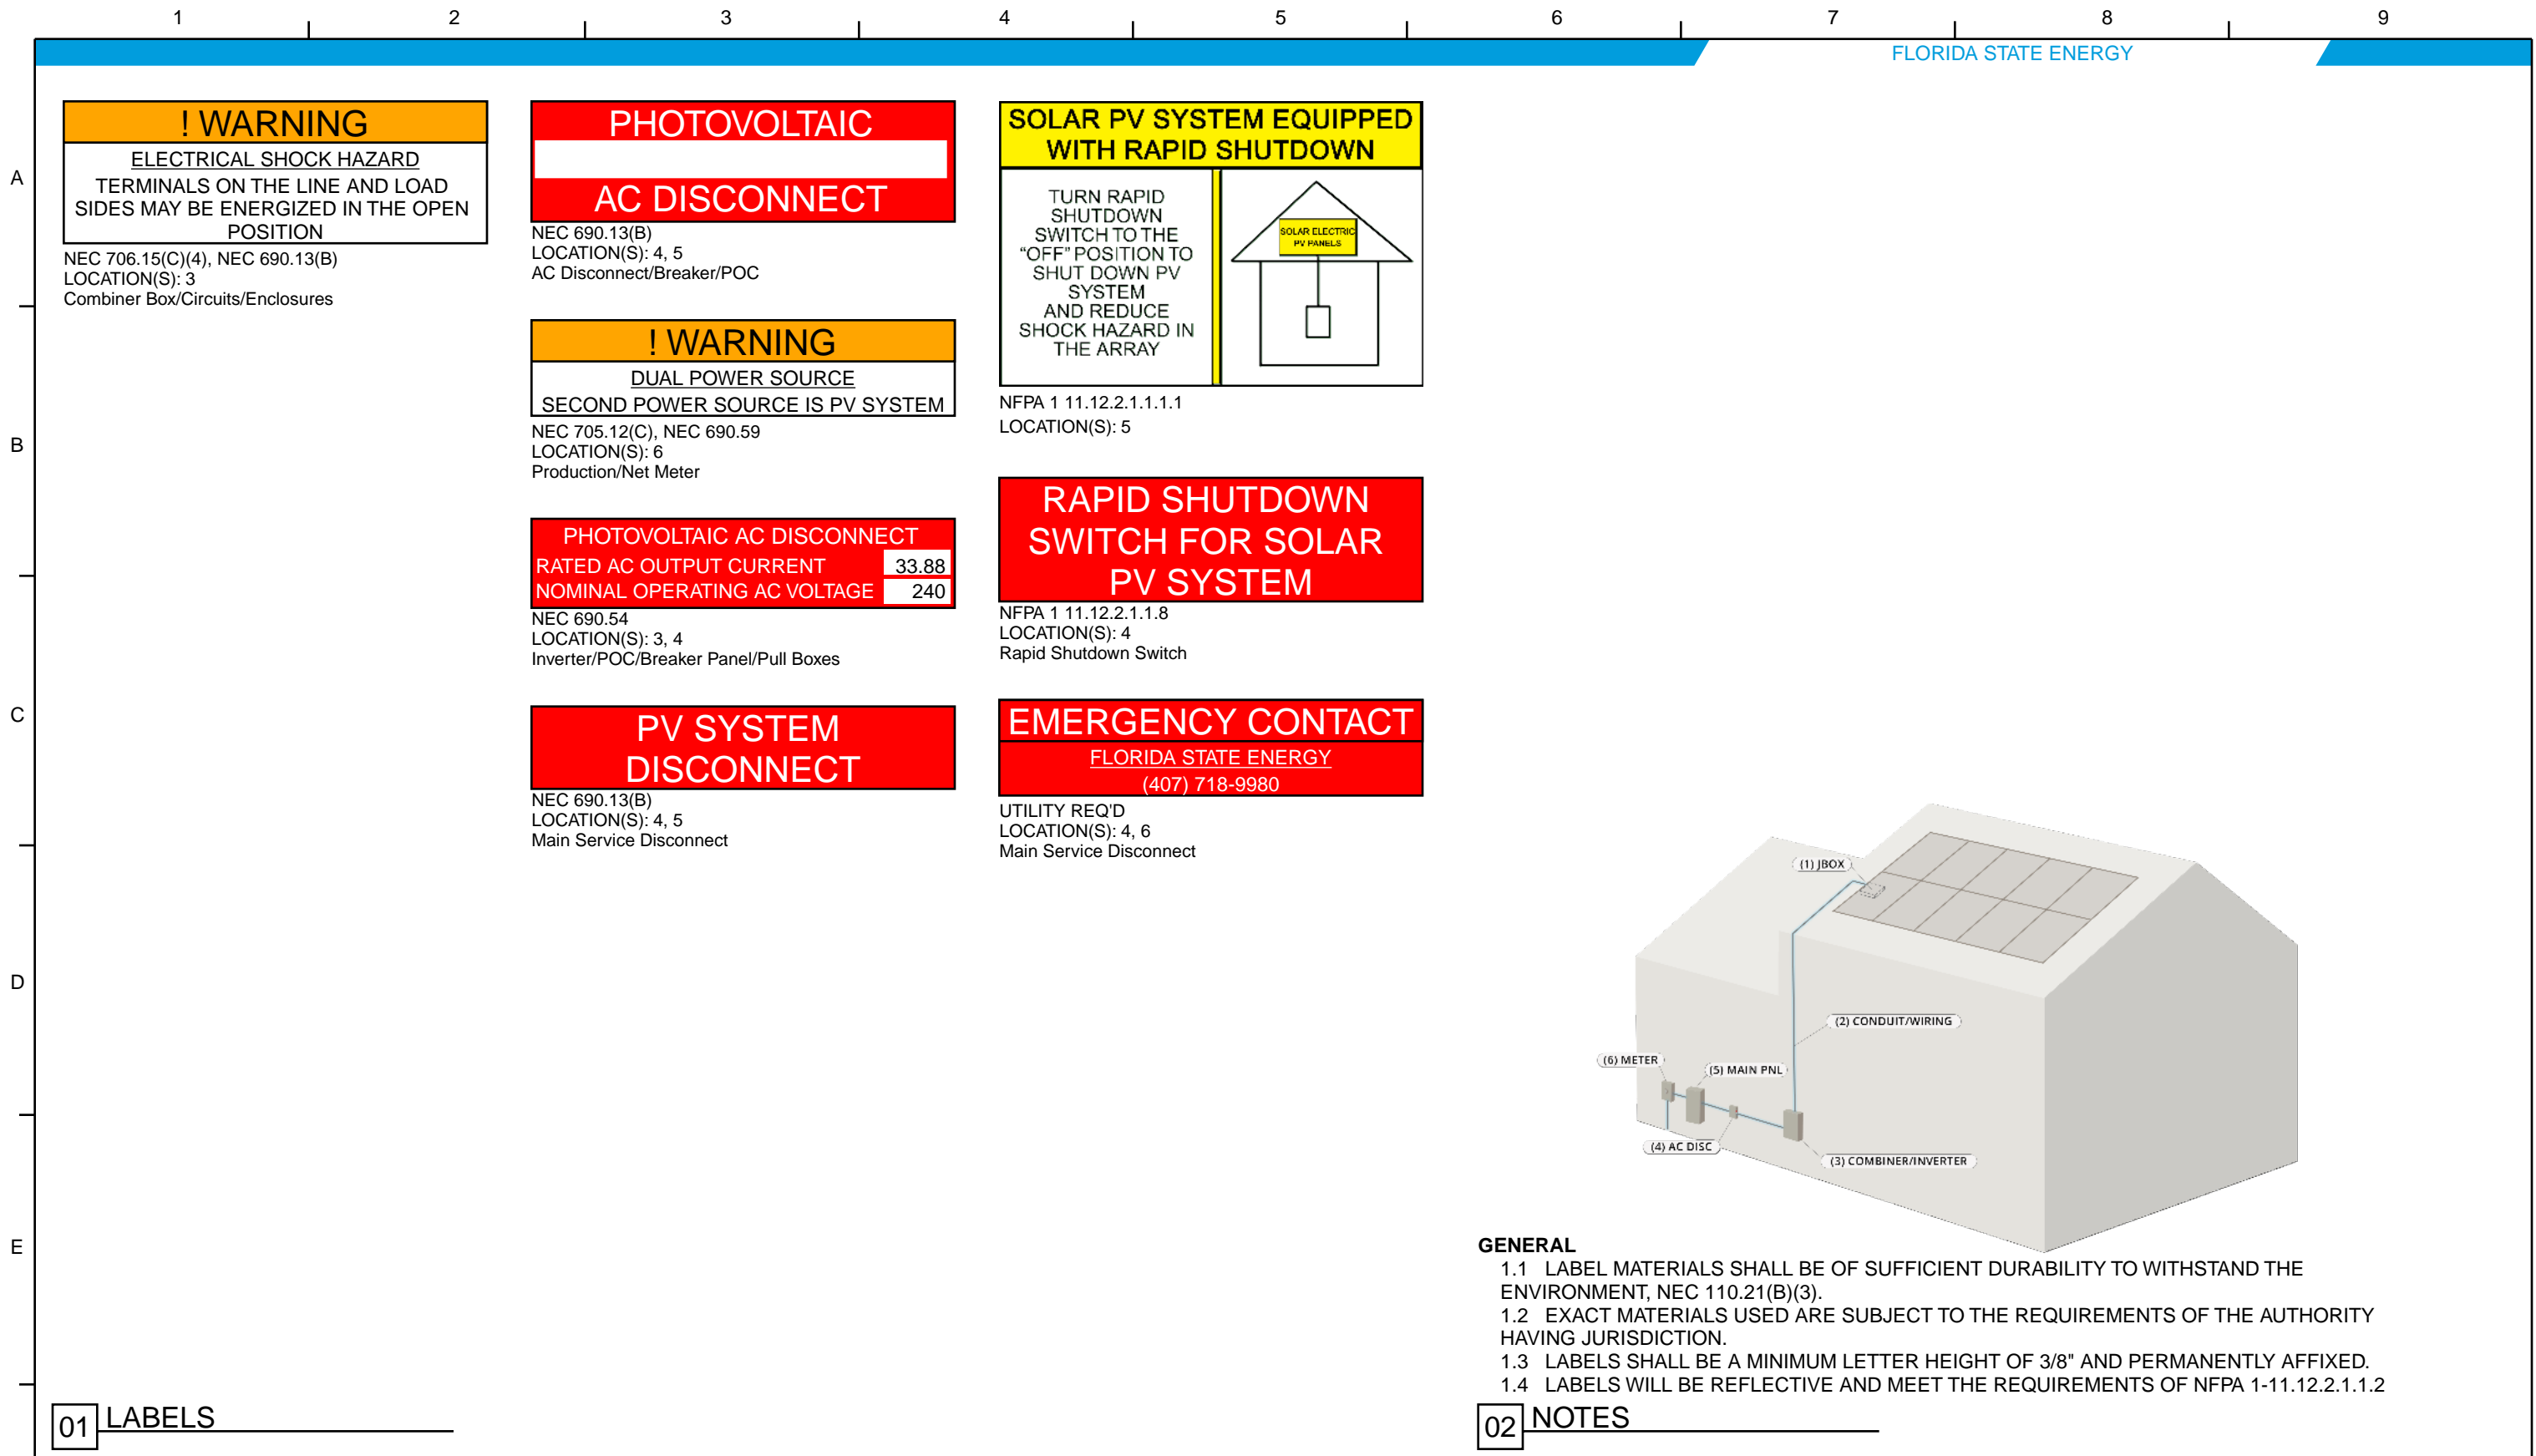 1 2 3 4 5 6 7 8 9
FLORIDA STATE ENERGY
A
B
C
D
E
! WARNING
ELECTRICAL SHOCK HAZARD
TERMINALS ON THE LINE AND LOAD
SIDES MAY BE ENERGIZED IN THE OPEN
POSITION
NEC 706.15(C)(4), NEC 690.13(B)
LOCATION(S): 3
Combiner Box/Circuits/Enclosures
PHOTOVOLTAIC
AC DISCONNECT
NEC 690.13(B)
LOCATION(S): 4, 5
AC Disconnect/Breaker/POC
! WARNING
DUAL POWER SOURCE
SECOND POWER SOURCE IS PV SYSTEM
NEC 705.12(C), NEC 690.59
LOCATION(S): 6
Production/Net Meter
PHOTOVOLTAIC AC DISCONNECT
RATED AC OUTPUT CURRENT 33.88
NOMINAL OPERATING AC VOLTAGE 240
NEC 690.54
LOCATION(S): 3, 4
Inverter/POC/Breaker Panel/Pull Boxes
PV SYSTEM
DISCONNECT
NEC 690.13(B)
LOCATION(S): 4, 5
Main Service Disconnect
SOLAR PV SYSTEM EQUIPPED
WITH RAPID SHUTDOWN
TURN RAPID
SHUTDOWN
SWITCH TO THE
“OFF” POSITION TO
SHUT DOWN PV
SYSTEM
AND REDUCE
SHOCK HAZARD IN
THE ARRAY
SOLAR ELECTRIC
PV PANELS
NFPA 1 11.12.2.1.1.1.1
LOCATION(S): 5
RAPID SHUTDOWN
SWITCH FOR SOLAR
PV SYSTEM
NFPA 1 11.12.2.1.1.8
LOCATION(S): 4
Rapid Shutdown Switch
EMERGENCY CONTACT
FLORIDA STATE ENERGY
(407) 718-9980
UTILITY REQ'D
LOCATION(S): 4, 6
Main Service Disconnect
(1) JBOX
(2) CONDUIT/WIRING
(6) METER
(5) MAIN PNL
(4) AC DISC
(3) COMBINER/INVERTER
GENERAL
1.1 LABEL MATERIALS SHALL BE OF SUFFICIENT DURABILITY TO WITHSTAND THE
ENVIRONMENT, NEC 110.21(B)(3).
1.2 EXACT MATERIALS USED ARE SUBJECT TO THE REQUIREMENTS OF THE AUTHORITY
HAVING JURISDICTION.
1.3 LABELS SHALL BE A MINIMUM LETTER HEIGHT OF 3/8" AND PERMANENTLY AFFIXED.
1.4 LABELS WILL BE REFLECTIVE AND MEET THE REQUIREMENTS OF NFPA 1-11.12.2.1.1.2
01 LABELS
02 NOTES